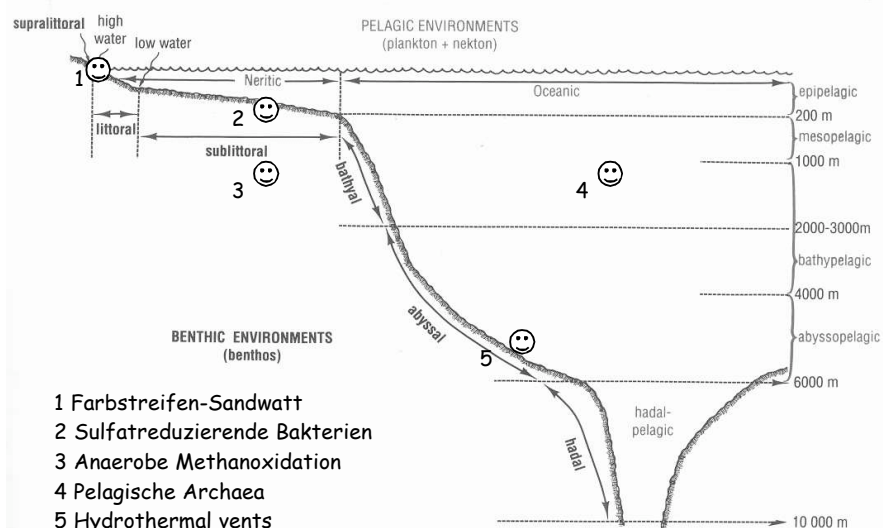 PELAGIC ENVIRONMENTS
(plankton + nekton)
supralittoral
high
water
low water
1
Neritic
Oceanic
epipelagic
200 m
2
littoral
mesopelagic
sublittoral
1000 m
3
bathyal
4
2000-3000m
bathypelagic
4000 m
BENTHIC ENVIRONMENTS
(benthos)
abyssal
abyssopelagic
5
6000 m
hadal-
pelagic
hadal
10 000 m
1 Farbstreifen-Sandwatt
2 Sulfatreduzierende Bakterien
3 Anaerobe Methanoxidation
4 Pelagische Archaea
5 Hydrothermal vents